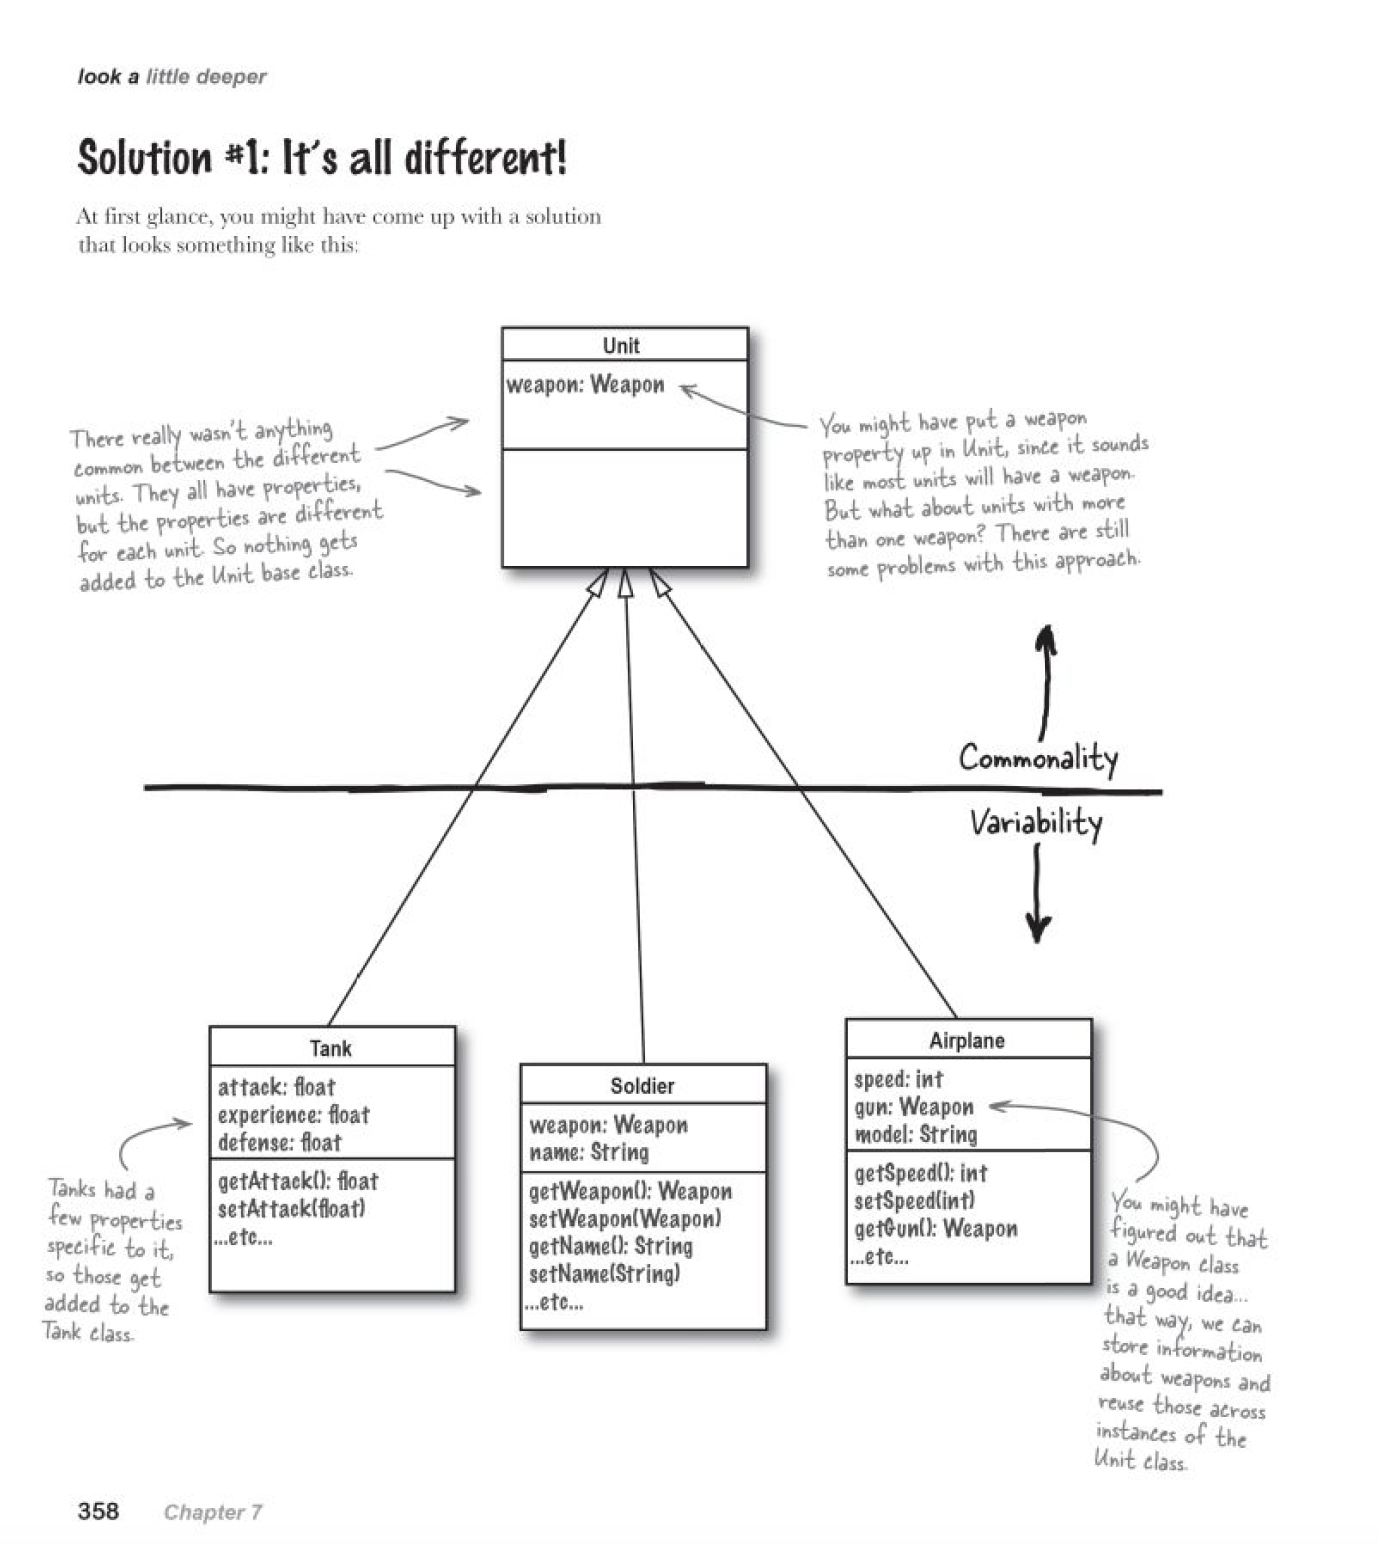 look a little deeper
Solution #1: It's all different!
At first glance, you might have come up with a solution
that looks something like this:
Unit
weapon: Weapon
There really wasn't anything
common between the different
units. They all have properties,
but the properties are different
for each unit. So nothing gets
added to the Unit base class.
You might have put a weapon
property up in Unit, since it sounds
like most units will have a weapon.
But what about units with more
than one weapon? There are still
some problems with this approach.
Commonality
Variability
Tank
attack: float
experience: float
defense: float
getAttack(): float
setAttack(float)
...etc...
Tanks had a
few properties
specific to it,
so those get
added to the
Tank class.
Soldier
weapon: Weapon
name: String
getWeapon(): Weapon
setWeapon(Weapon)
getName(): String
setName(String)
...etc...
Airplane
speed: int
gun: Weapon
model: String
getSpeed(): int
setSpeed(int)
getGun(): Weapon
...etc...
You might have
figured out that
a Weapon class
is a good idea...
that way, we can
store information
about weapons and
reuse those across
instances of the
Unit class.
358 Chapter 7